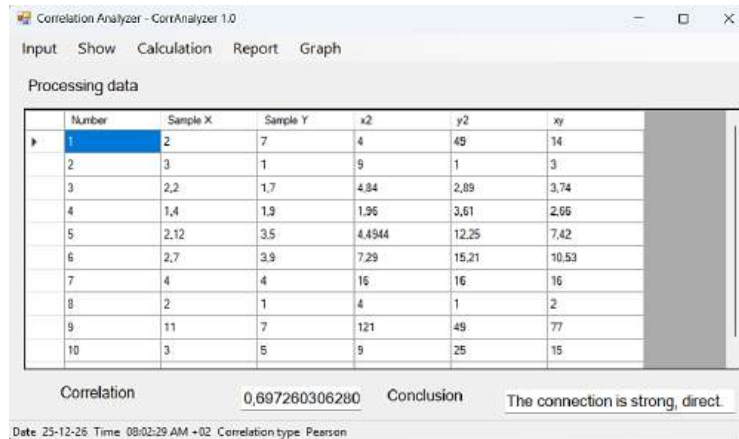 Correlation Analyzer - CorrAnalyzer 1.0
Input Show Calculation Report Graph
Processing data
Number Sample X Sample Y x2 y2 xy
1 2 7 4 49 14
2 3 1 9 1 3
3 2,2 1,7 4,84 2,89 3,74
4 1,4 1,9 1,96 3,61 2,66
5 2,12 3,5 4,4944 12,25 7,42
6 2,7 3,9 7,29 15,21 10,53
7 4 4 16 16 16
8 2 1 4 1 2
9 11 7 121 49 77
10 3 5 9 25 15
Correlation 0,697260306280 Conclusion The connection is strong, direct.
Date 25-12-26 Time 08:02:29 AM +02 Correlation type Pearson